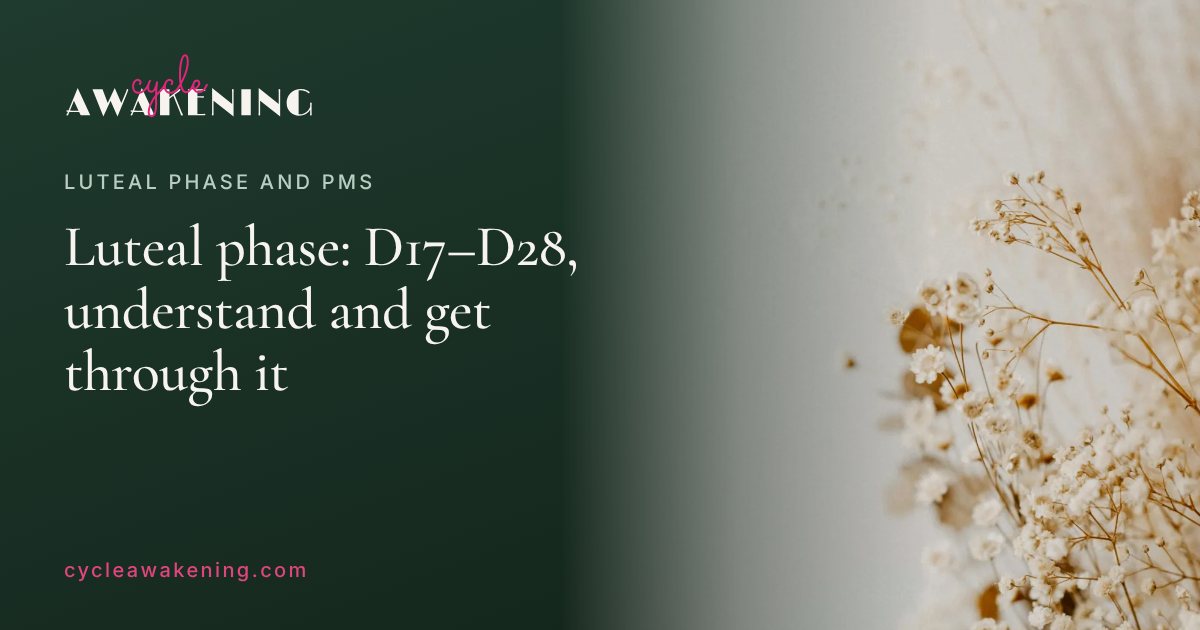 cycle
AWAKENING
LUTEAL PHASE AND PMS
Luteal phase: D17–D28,
understand and get
through it
cycleawakening.com